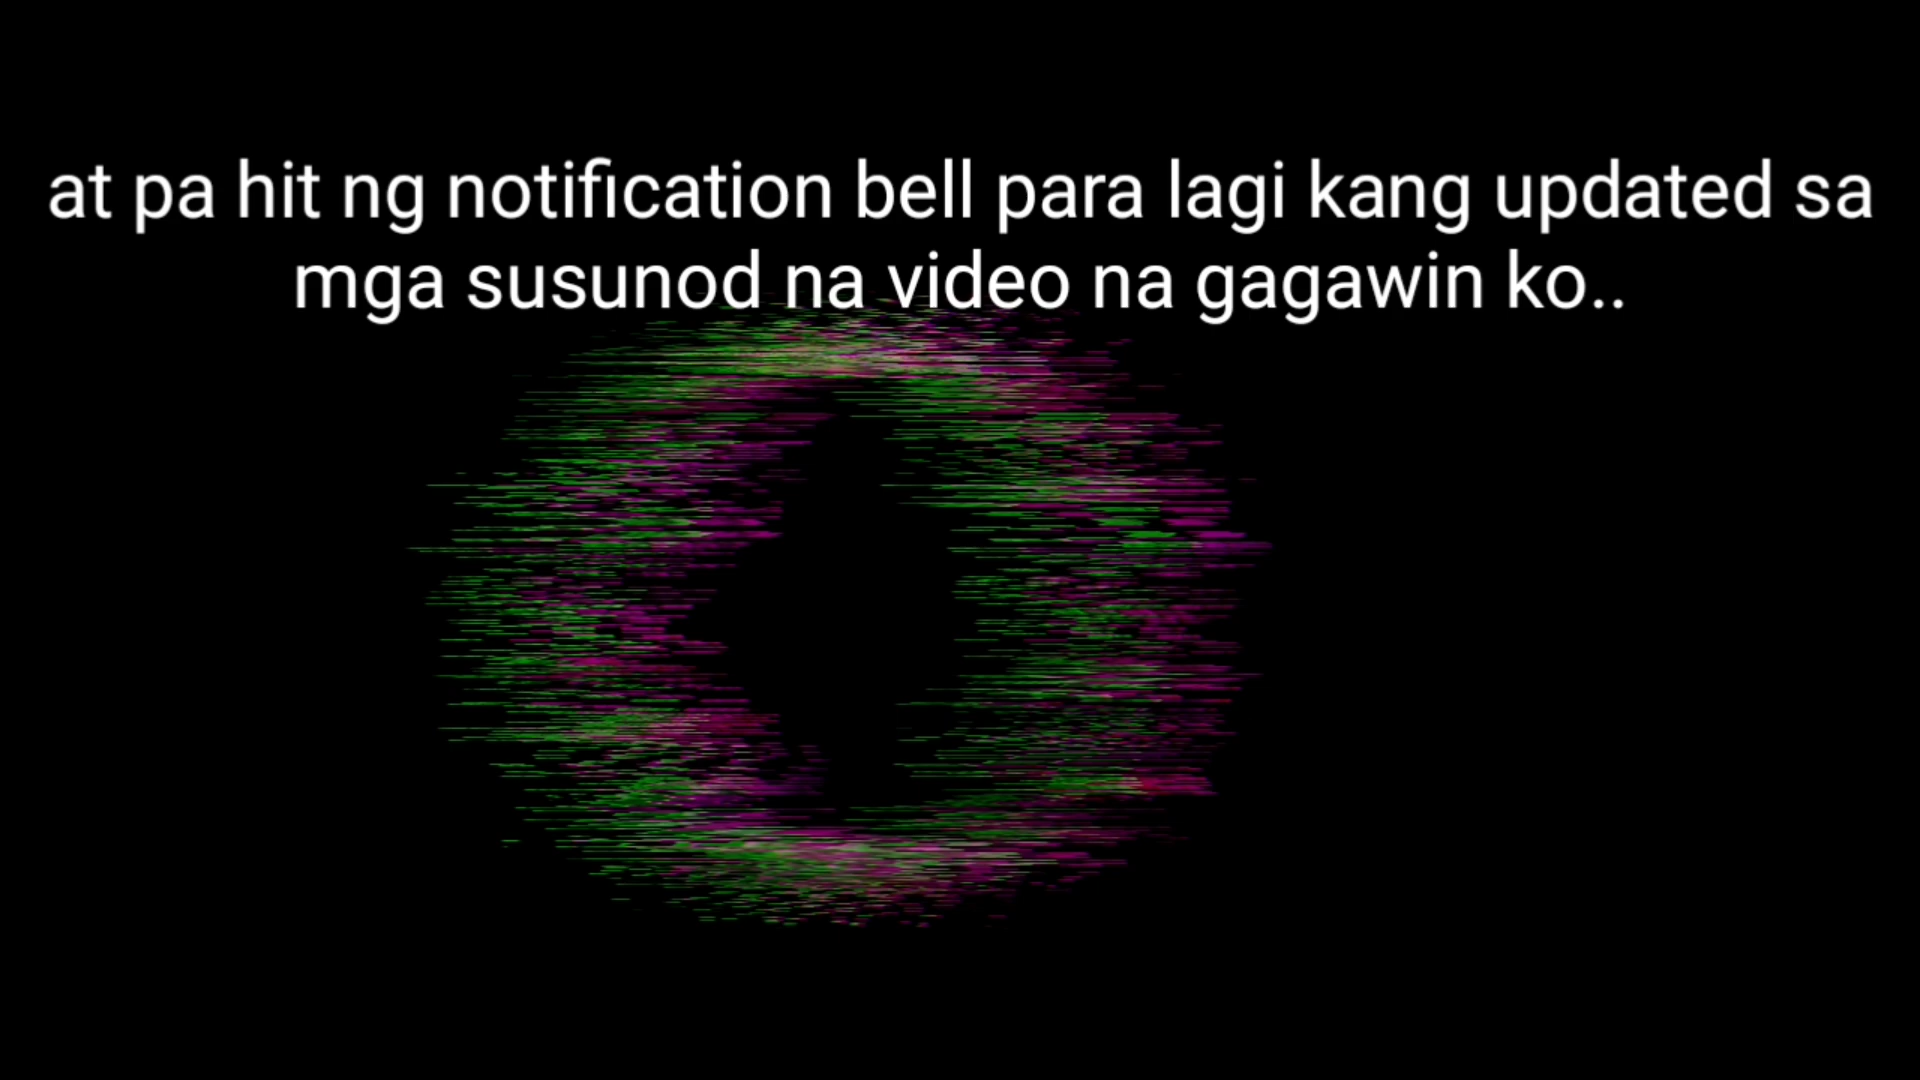 at pa hit ng notification bell para lagi kang updated sa
mga susunod na video na gagawin ko..